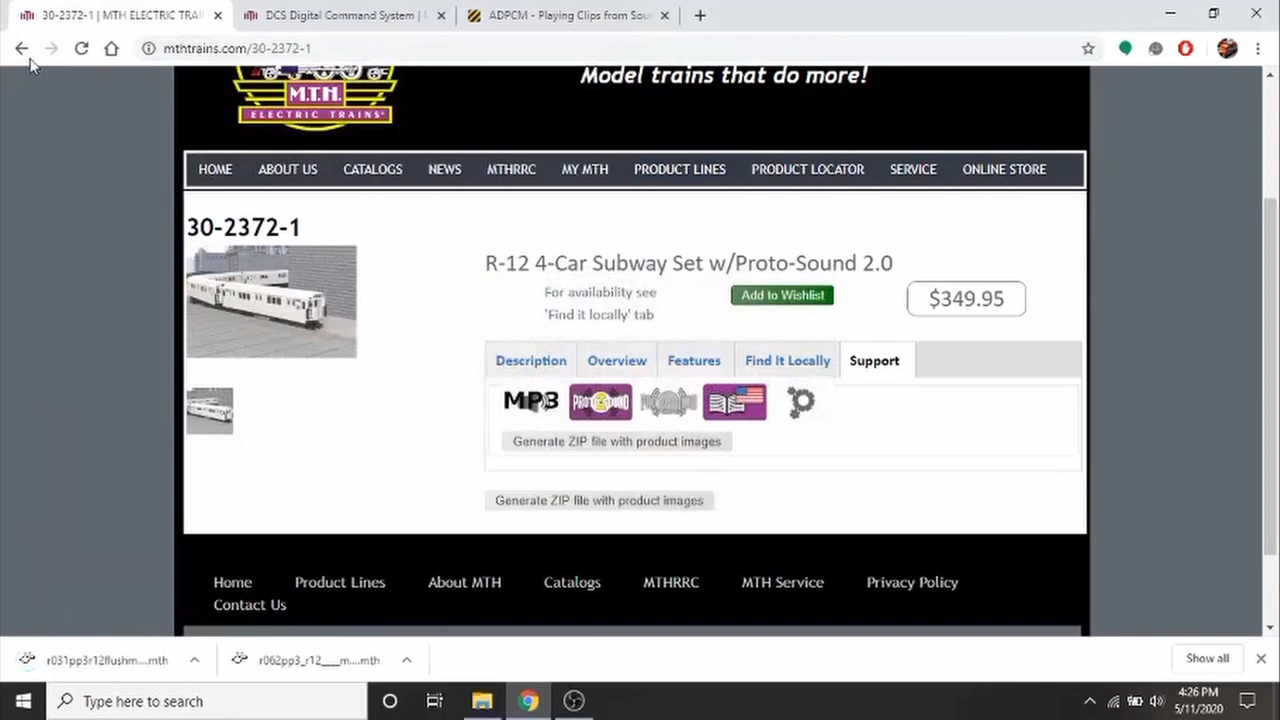 30-2372-1 | MTH ELECTRIC TRAI
DCS Digital Command System |
ADPCM - Playing Clips from Sou
mthtrains.com/30-2372-1
M.T.H.
ELECTRIC TRAINS
Model trains that do more!
HOME ABOUT US CATALOGS NEWS MTHRRC MY MTH PRODUCT LINES PRODUCT LOCATOR SERVICE ONLINE STORE
30-2372-1
R-12 4-Car Subway Set w/Proto-Sound 2.0
For availability see
'Find it locally' tab
Add to Wishlist
$349.95
Description Overview Features Find It Locally Support
MP3
Generate ZIP file with product images
Generate ZIP file with product images
Home Product Lines About MTH Catalogs MTHRRC MTH Service Privacy Policy
Contact Us
r031pp3r12flushm....mth
r062pp3_r12____m....mth
Show all
Type here to search
4:26 PM
5/11/2020